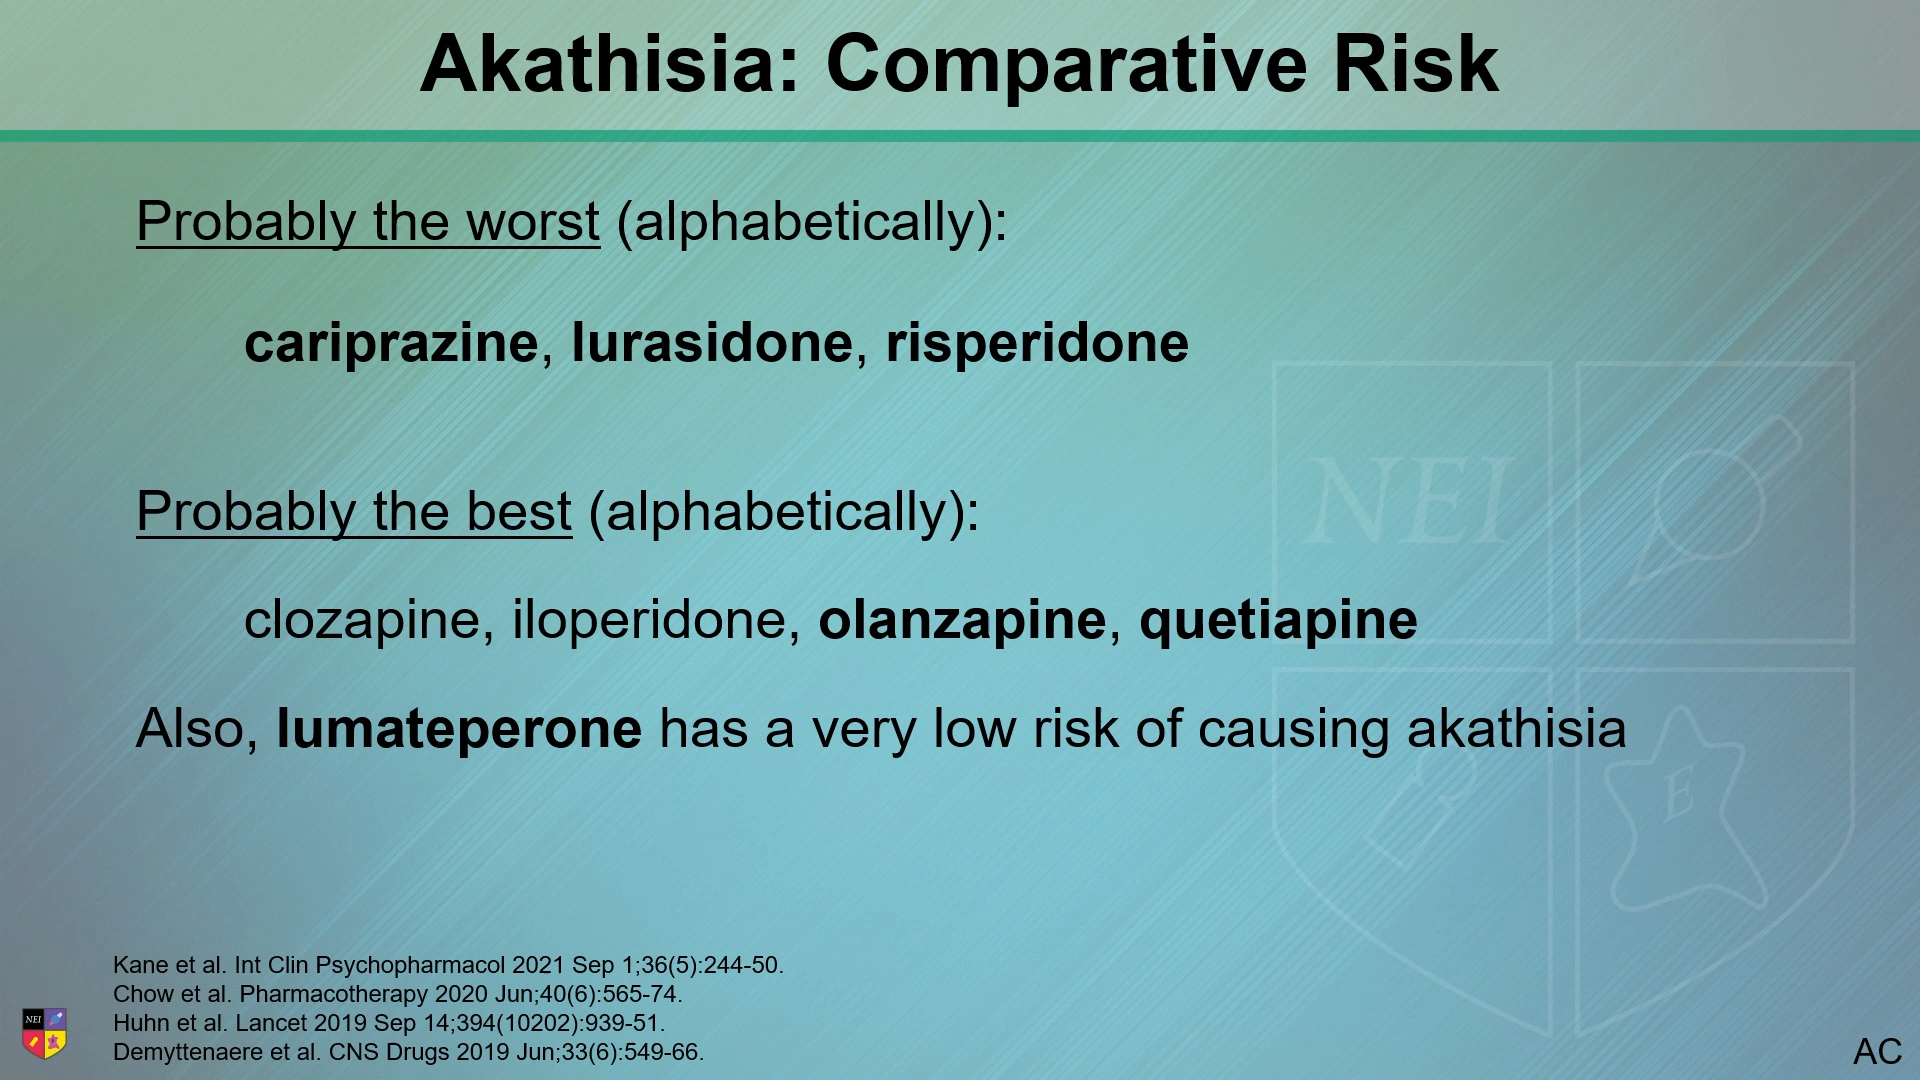 Akathisia: Comparative Risk
Probably the worst (alphabetically):
cariprazine, lurasidone, risperidone
Probably the best (alphabetically):
clozapine, iloperidone, olanzapine, quetiapine
Also, lumateperone has a very low risk of causing akathisia
NEI
E
Kane et al. Int Clin Psychopharmacol 2021 Sep 1;36(5):244-50.
Chow et al. Pharmacotherapy 2020 Jun;40(6):565-74.
Huhn et al. Lancet 2019 Sep 14;394(10202):939-51.
Demyttenaere et al. CNS Drugs 2019 Jun;33(6):549-66.
NEI
AC